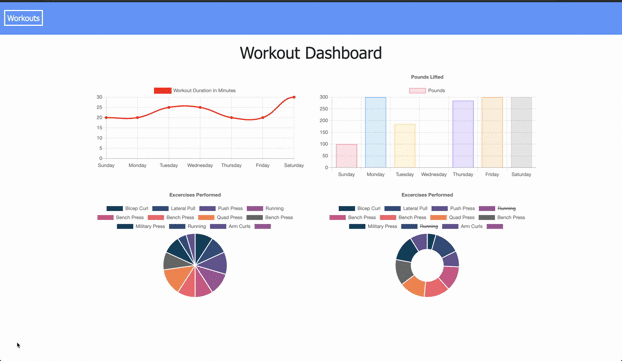 Workouts
Workout Dashboard
Workout Duration In Minutes
30
25
20
15
10
5
0
Sunday Monday Tuesday Wednesday Thursday Friday Saturday
Pounds Lifted
Pounds
300
250
200
150
100
50
0
Sunday Monday Tuesday Wednesday Thursday Friday Saturday
Excercises Performed
Bicep Curl Lateral Pull Push Press Running
Bench Press Bench Press Quad Press Bench Press
Military Press Running Arm Curls
Excercises Performed
Bicep Curl Lateral Pull Push Press Running
Bench Press Bench Press Quad Press Bench Press
Military Press Running Arm Curls